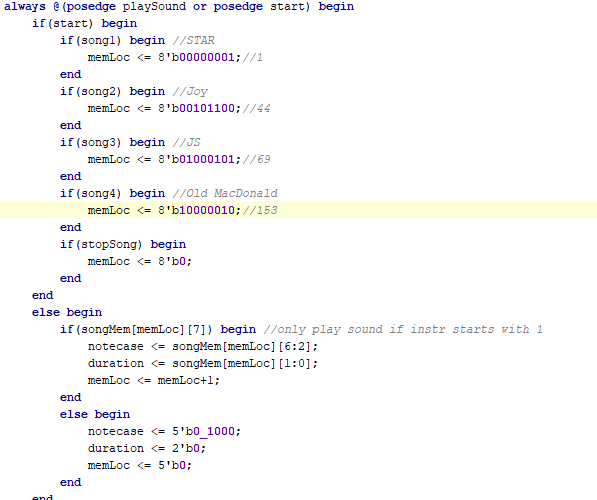 always @(posedge playSound or posedge start) begin
if(start) begin
if(song1) begin //STAR
memLoc <= 8'b00000001;//1
end
if(song2) begin //Joy
memLoc <= 8'b00101100;//44
end
if(song3) begin //JS
memLoc <= 8'b01000101;//69
end
if(song4) begin //Old MacDonald
memLoc <= 8'b10000010;//153
end
if(stopSong) begin
memLoc <= 8'b0;
end
end
else begin
if(songMem[memLoc][7]) begin //only play sound if instr starts with 1
notecase <= songMem[memLoc][6:2];
duration <= songMem[memLoc][1:0];
memLoc <= memLoc+1;
end
else begin
notecase <= 5'b0_1000;
duration <= 2'b0;
memLoc <= 5'b0;
end
end